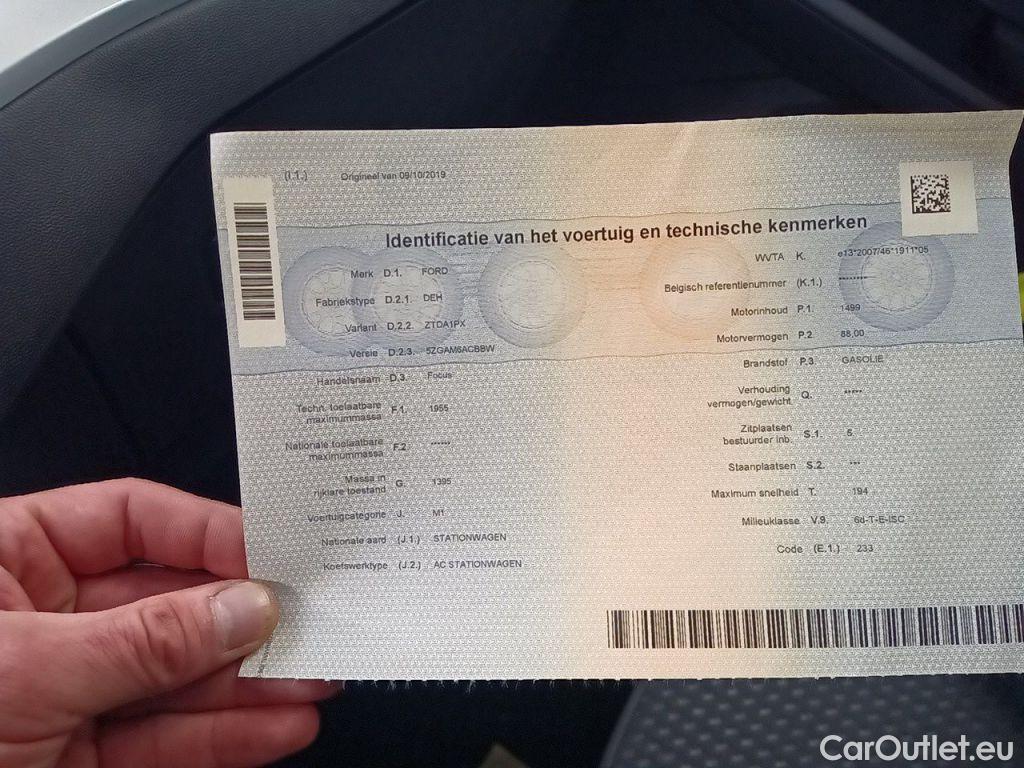 (I.1.) Origineel van 09/10/2019
Identificatie van het voertuig en technische kenmerken
Merk D.1. FORD
Fabriekstype D.2.1. DEH
Variant D.2.2. ZTDA1PX
Versie D.2.3. 5ZGAM6ACBBW
Handelsnaam D.3. Focus
Techn. toelaatbare
maximummassa F.1. 1955
Nationale toelaatbare
maximummassa F.2. ******
Massa in
rijklare toestand G. 1395
Voertuigcategorie J. M1
Nationale aard (J.1.) STATIONWAGEN
Koetswerktype (J.2.) AC STATIONWAGEN
WVTA K. e13*2007/46*1911*05
Belgisch referentienummer (K.1.) ********
Motorinhoud P.1. 1499
Motorvermogen P.2 88,00
Brandstof P.3 GASOLIE
Verhouding
vermogen/gewicht Q. *****
Zitplaatsen
bestuurder inb. S.1. 5
Staanplaatsen S.2. ***
Maximum snelheid T. 194
Milieuklasse V.9. 6d-T-E-ISC
Code (E.1.) 233
CarOutlet.eu